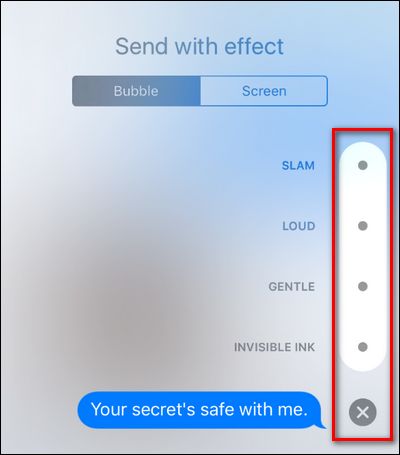 Send with effect
Bubble Screen
SLAM
LOUD
GENTLE
INVISIBLE INK
Your secret's safe with me.